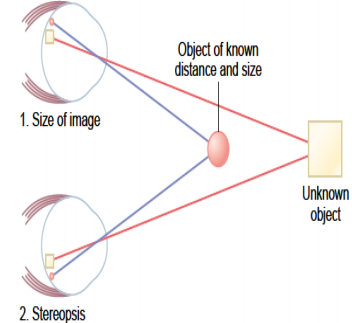 Object of known
distance and size
1. Size of image
Unknown
object
2. Stereopsis